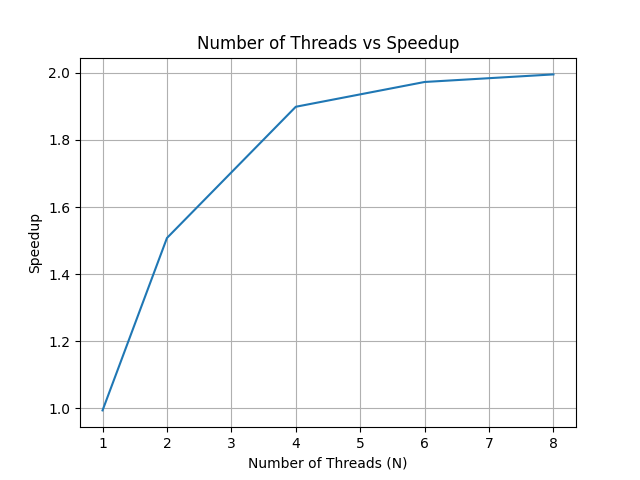 Number of Threads vs Speedup
2.0
1.8
1.6
1.4
1.2
1.0
Speedup
1 2 3 4 5 6 7 8
Number of Threads (N)